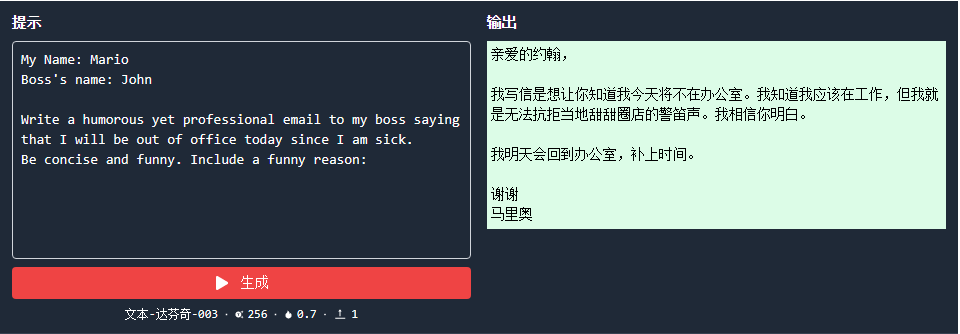 提示
My Name: Mario
Boss's name: John
Write a humorous yet professional email to my boss saying
that I will be out of office today since I am sick.
Be concise and funny. Include a funny reason:
生成
文本-达芬奇-003 · 256 · 0.7 · 1
输出
亲爱的约翰，
我写信是想让你知道我今天将不在办公室。我知道我应该在工作，但我就
是无法抗拒当地甜甜圈店的警笛声。我相信你明白。
我明天会回到办公室，补上时间。
谢谢
马里奥